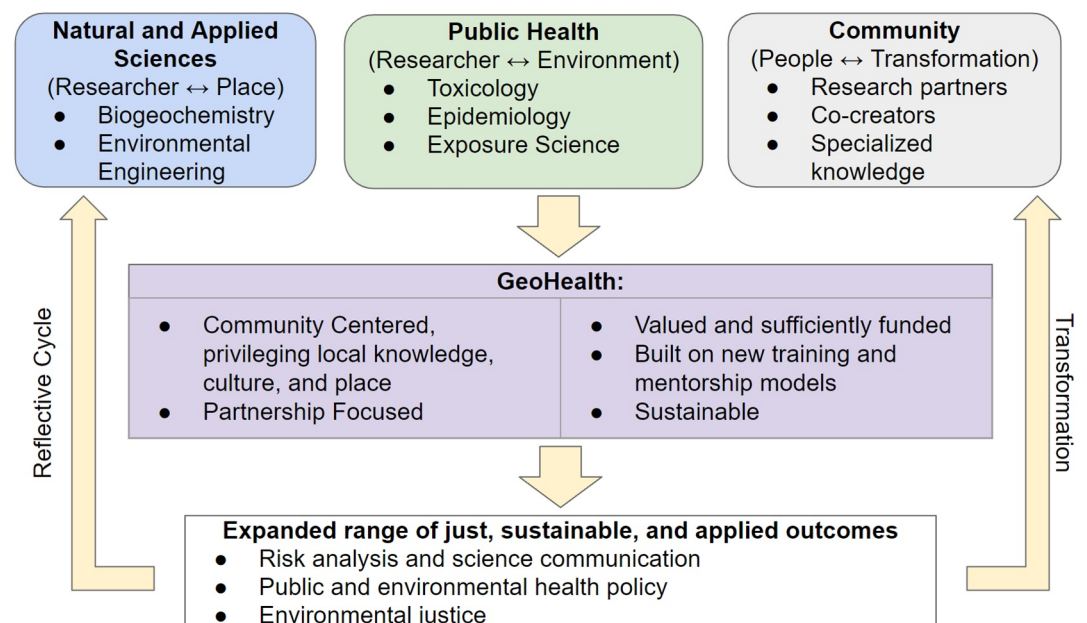 Natural and Applied
Sciences
(Researcher ↔ Place)
● Biogeochemistry
● Environmental
Engineering
Public Health
(Researcher ↔ Environment)
● Toxicology
● Epidemiology
● Exposure Science
Community
(People ↔ Transformation)
● Research partners
● Co-creators
● Specialized
knowledge
GeoHealth:
● Community Centered,
privileging local knowledge,
culture, and place
● Partnership Focused
● Valued and sufficiently funded
● Built on new training and
mentorship models
● Sustainable
Reflective Cycle
Transformation
Expanded range of just, sustainable, and applied outcomes
● Risk analysis and science communication
● Public and environmental health policy
● Environmental justice